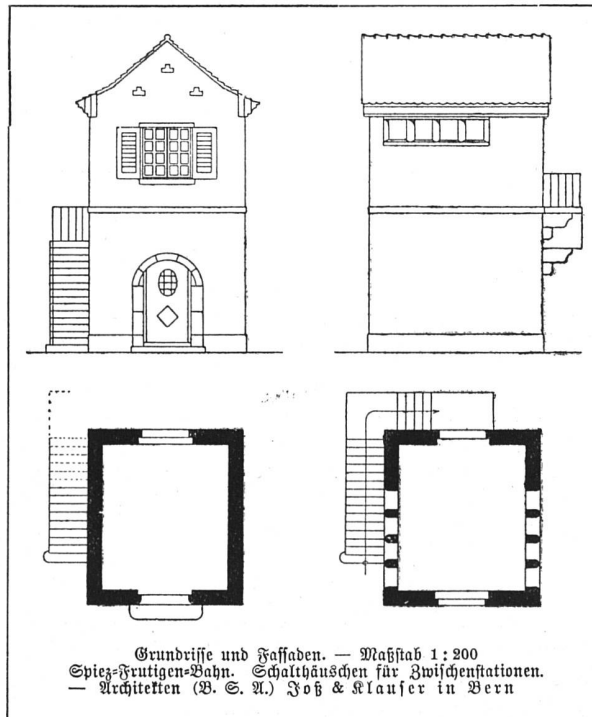 Grundrisse und Fassaden. — Maßstab 1 : 200
Spiez-Frutigen-Bahn. Schalthäuschen für Zwischenstationen.
— Architekten (B. S. A.) Joß & Klauser in Bern